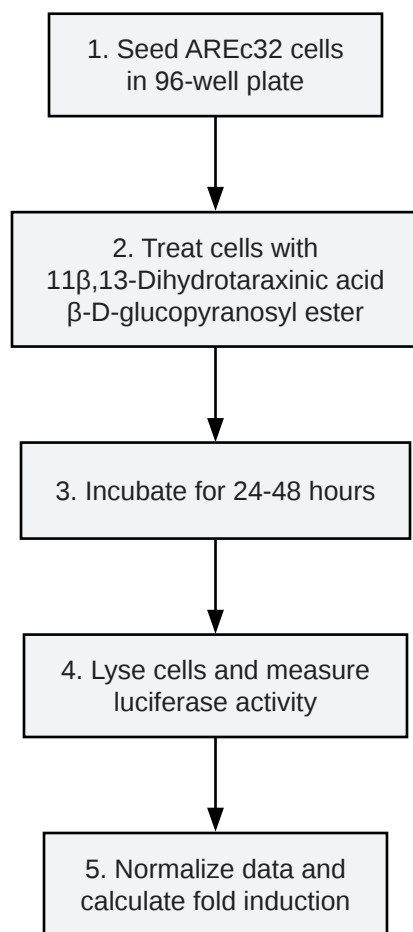 1. Seed AREc32 cells
in 96-well plate
2. Treat cells with
11β,13-Dihydrotaraxinic acid
β-D-glucopyranosyl ester
3. Incubate for 24-48 hours
4. Lyse cells and measure
luciferase activity
5. Normalize data and
calculate fold induction